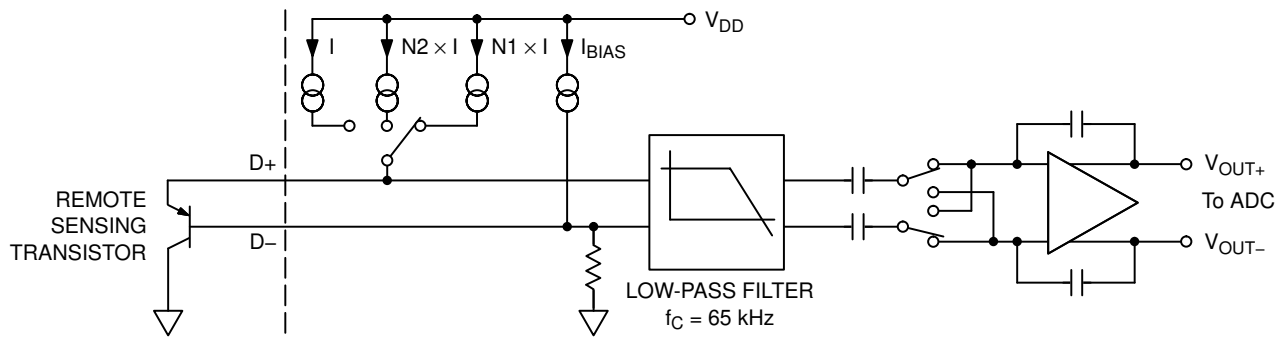 V_DD
I
N2 × I
N1 × I
I_BIAS
D+
REMOTE
SENSING
TRANSISTOR
D−
LOW-PASS FILTER
f_C = 65 kHz
V_OUT+
To ADC
V_OUT−